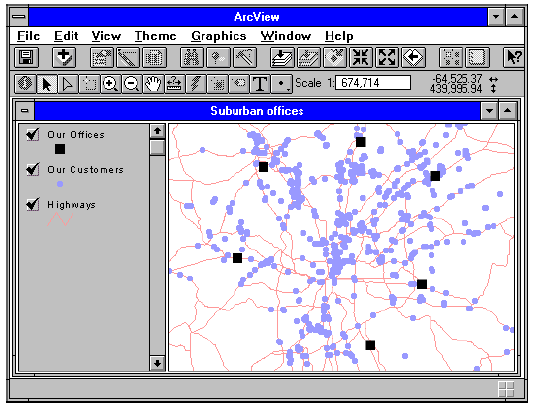 ArcView
File Edit View Theme Graphics Window Help
T
Scale 1: 674,714 -64,525.37
439,995.94
Suburban offices
Our Offices
Our Customers
Highways